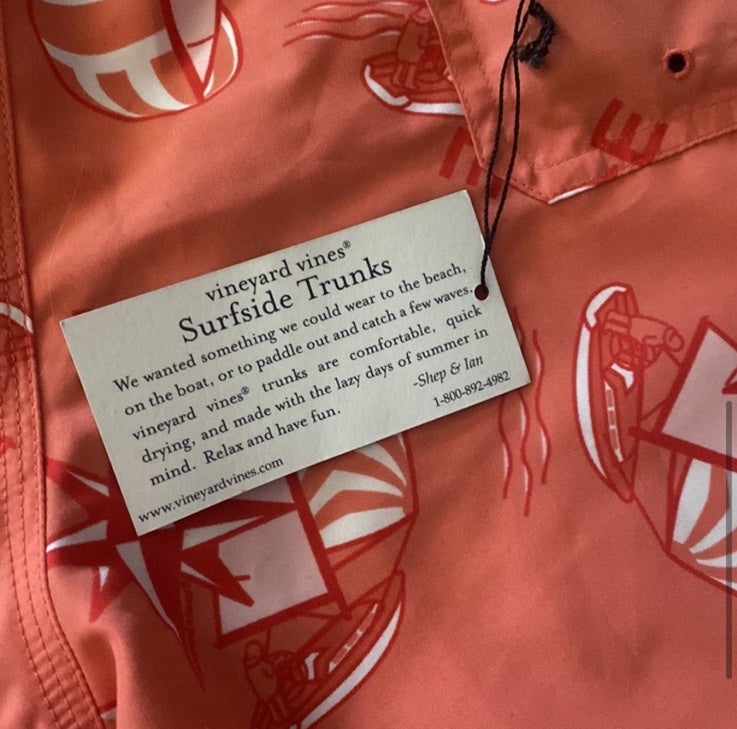 vineyard vines®
Surfside Trunks
We wanted something we could wear to the beach,
on the boat, or to paddle out and catch a few waves.
vineyard vines® trunks are comfortable, quick
drying, and made with the lazy days of summer in
mind. Relax and have fun.
-Shep & Ian
1-800-892-4982
www.vineyardvines.com
E